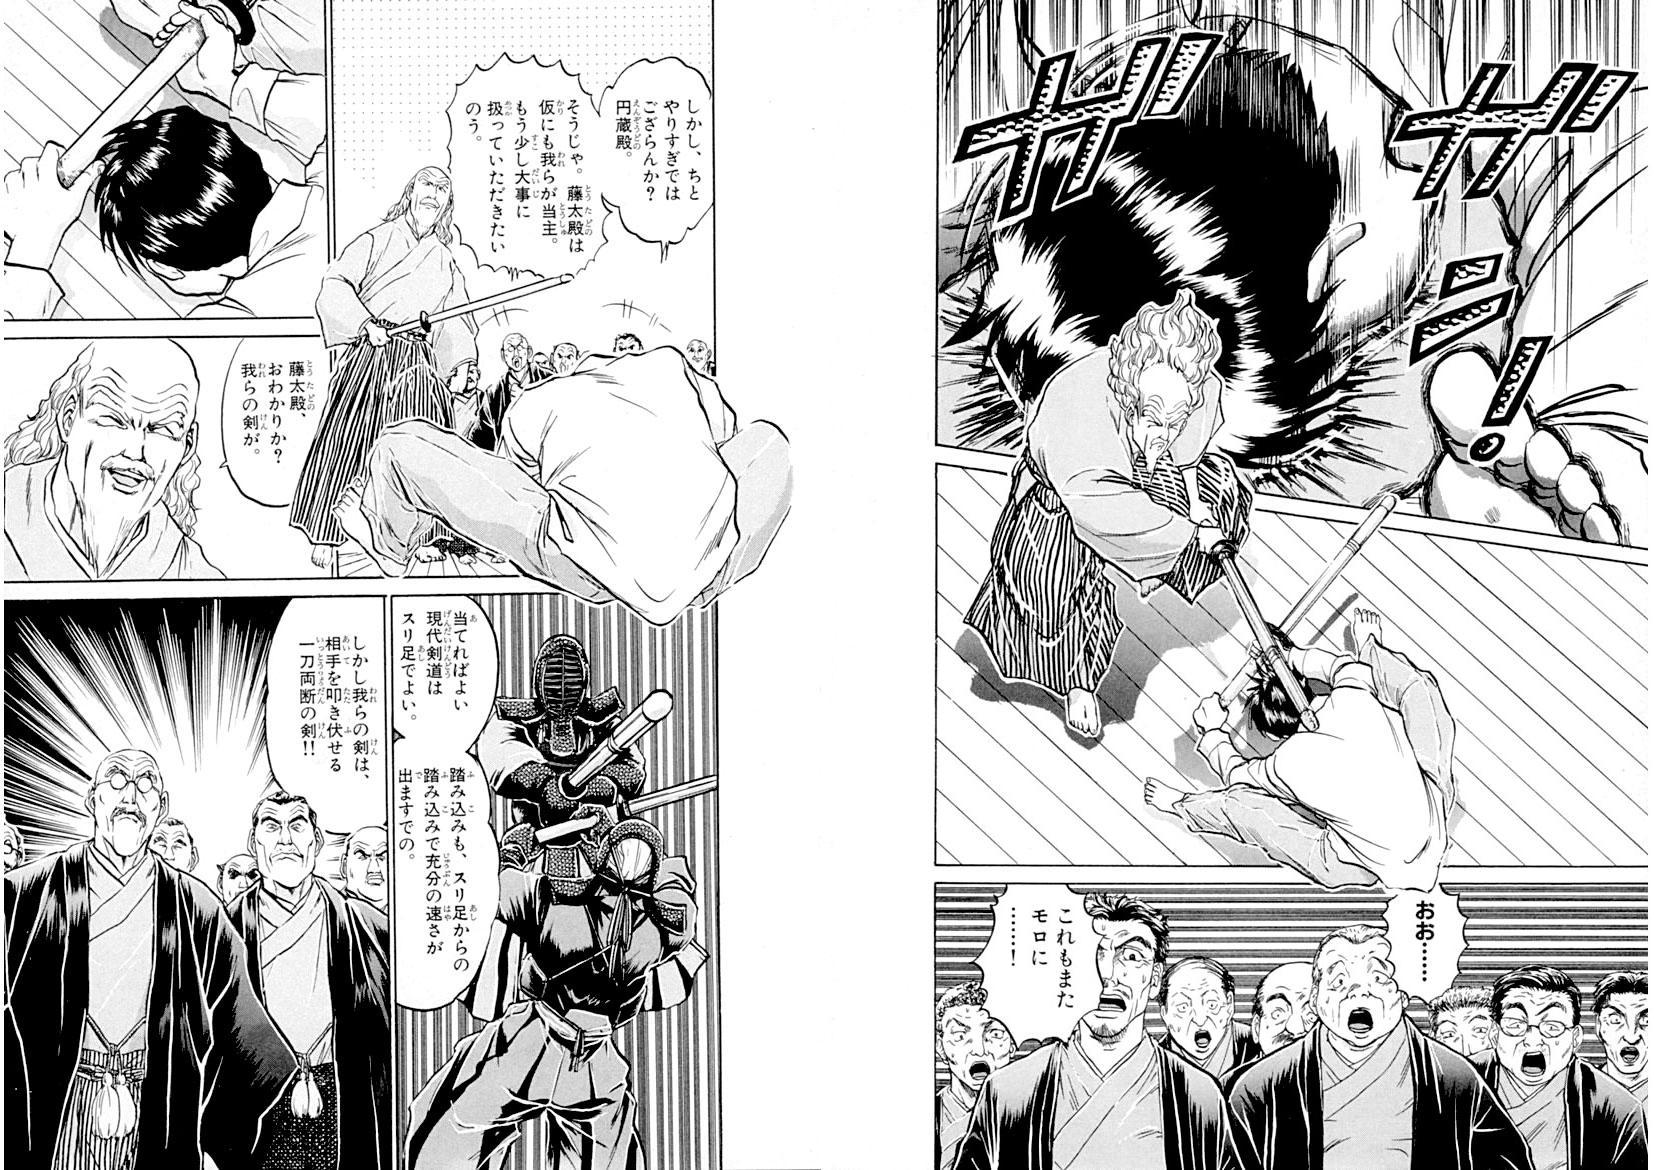 ガガッ!!
おお……
これもまた
モロに
……！
しかし、ちと
やりすぎでは
ござらんか？
円蔵殿。
そうじゃ。藤太殿は
仮にも我らが当主。
もう少し大事に
扱っていただきたい
のう。
藤太殿、
おわかりか？
我らの剣が。
当てればよい
現代剣道は
スリ足でよい。
踏み込みも、スリ足からの
踏み込みで充分の速さが
出ますでの。
しかし我らの剣は、
相手を叩き伏せる
一刀両断の剣!!